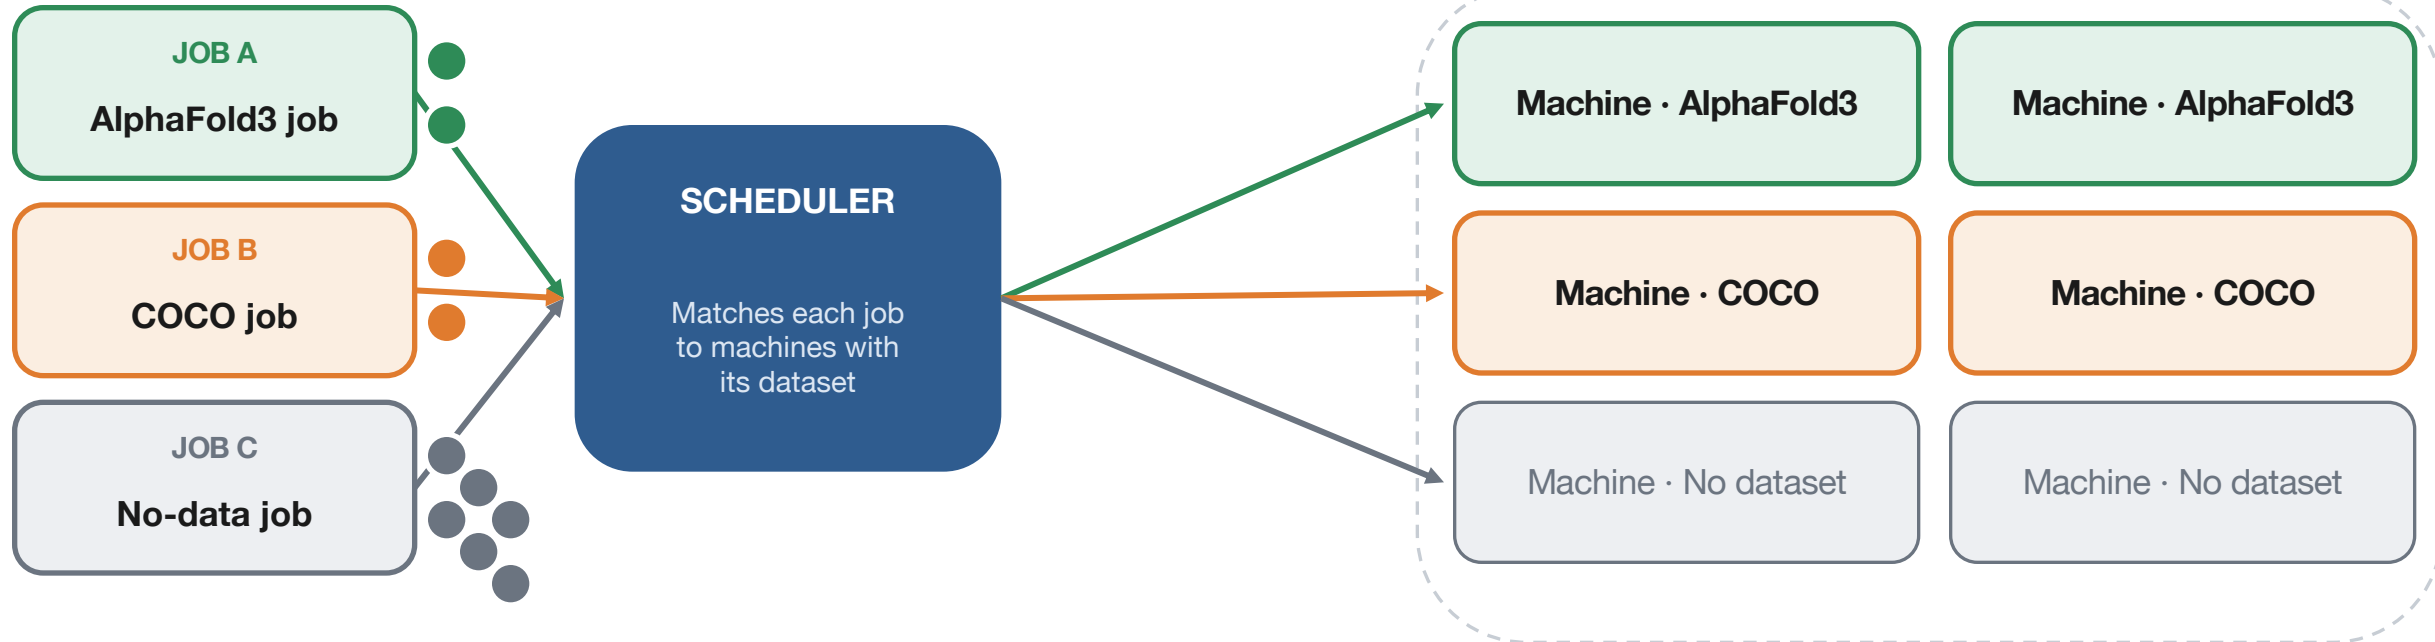 JOB A
AlphaFold3 job
JOB B
COCO job
JOB C
No-data job
SCHEDULER
Matches each job
to machines with
its dataset
Machine · AlphaFold3
Machine · AlphaFold3
Machine · COCO
Machine · COCO
Machine · No dataset
Machine · No dataset